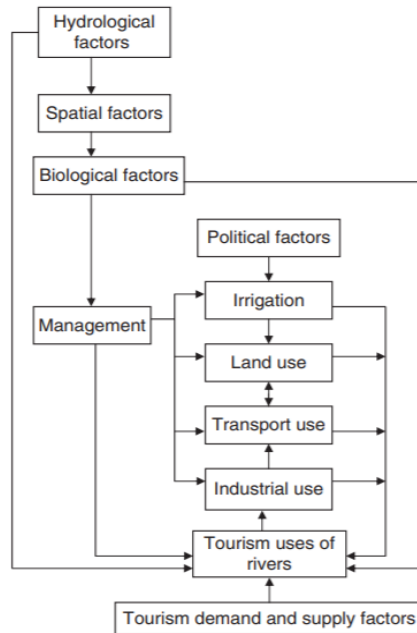 Hydrological
factors
Spatial factors
Biological factors
Political factors
Irrigation
Management
Land use
Transport use
Industrial use
Tourism uses of
rivers
Tourism demand and supply factors